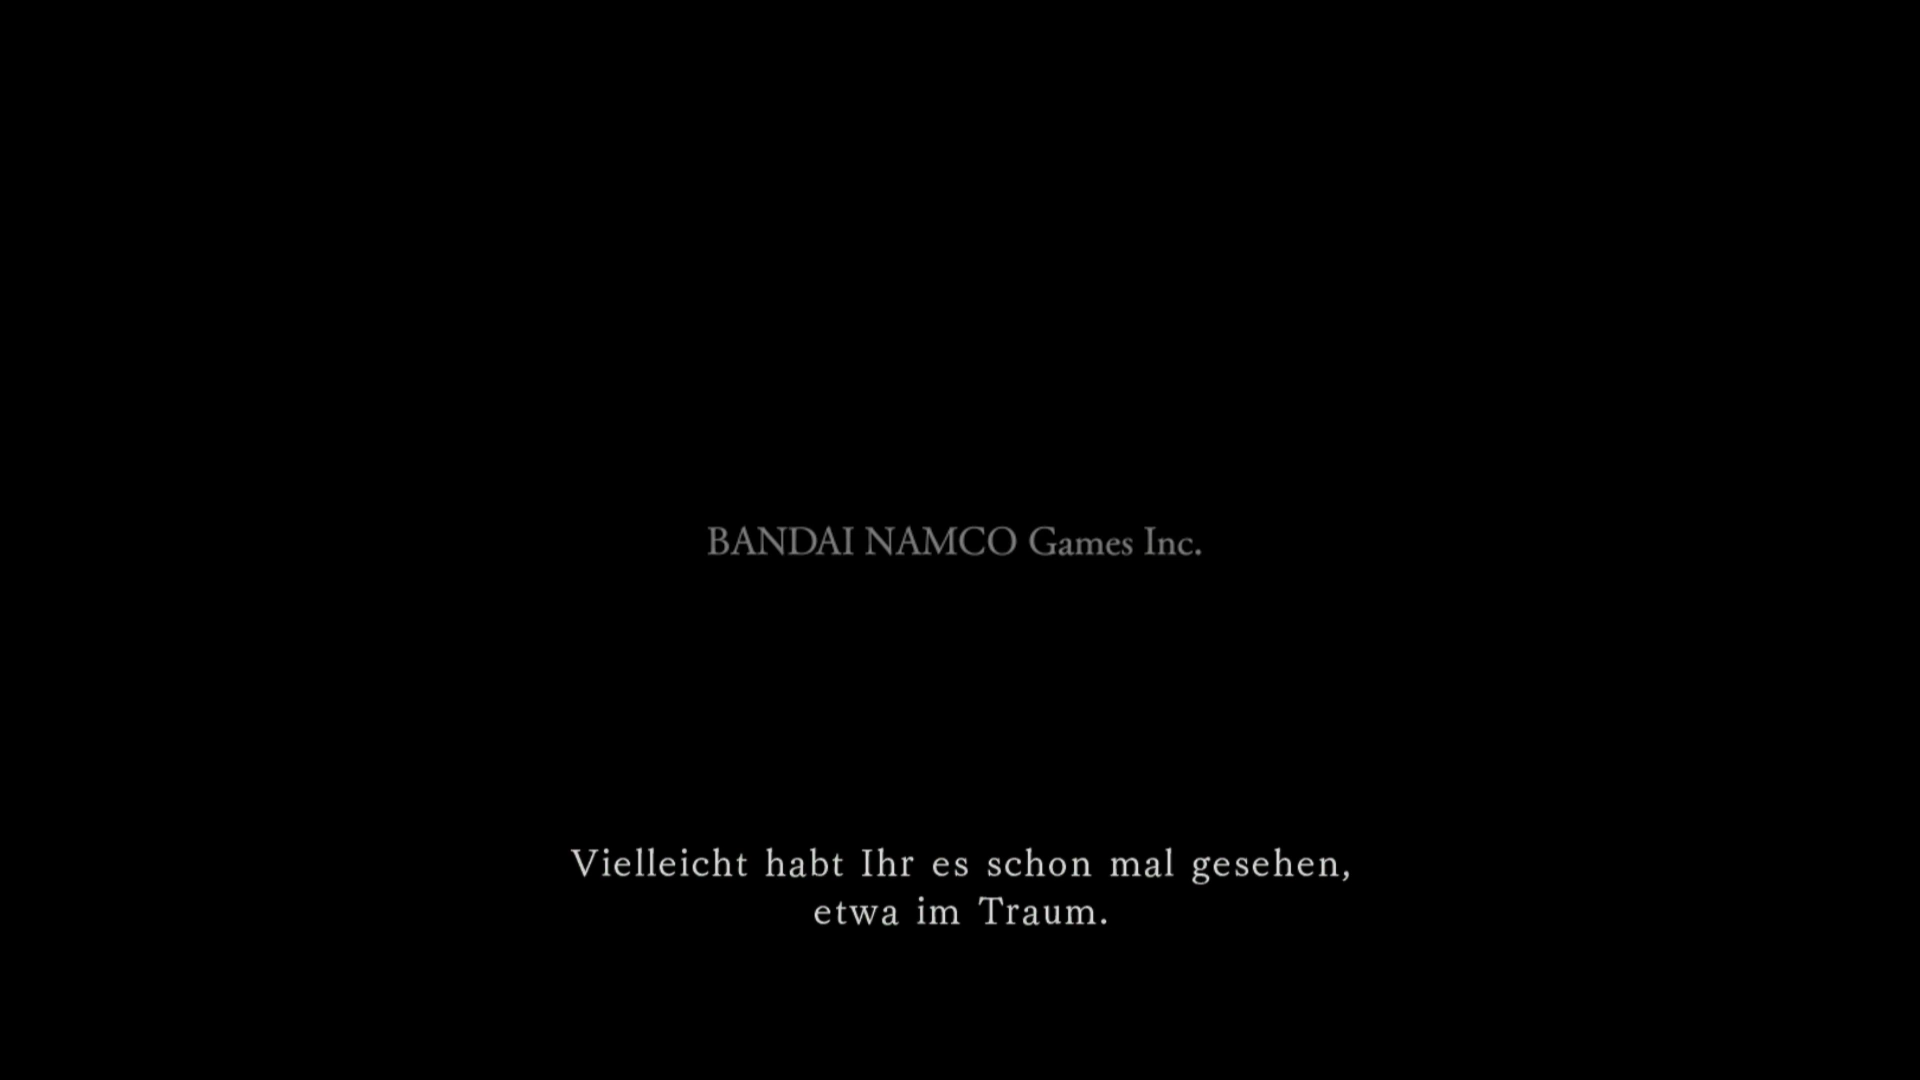 BANDAI NAMCO Games Inc.
Vielleicht habt Ihr es schon mal gesehen,
etwa im Traum.